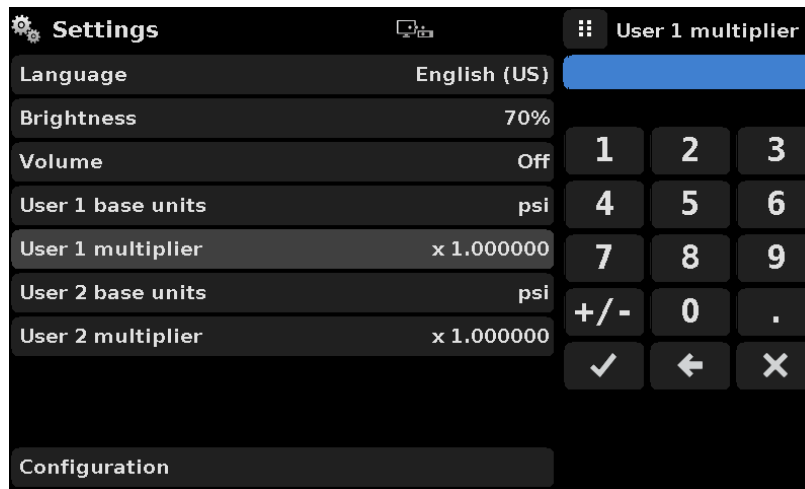 Settings
Language English (US)
Brightness 70%
Volume Off
User 1 base units psi
User 1 multiplier x 1.000000
User 2 base units psi
User 2 multiplier x 1.000000
Configuration
User 1 multiplier
1 2 3
4 5 6
7 8 9
+/- 0 .